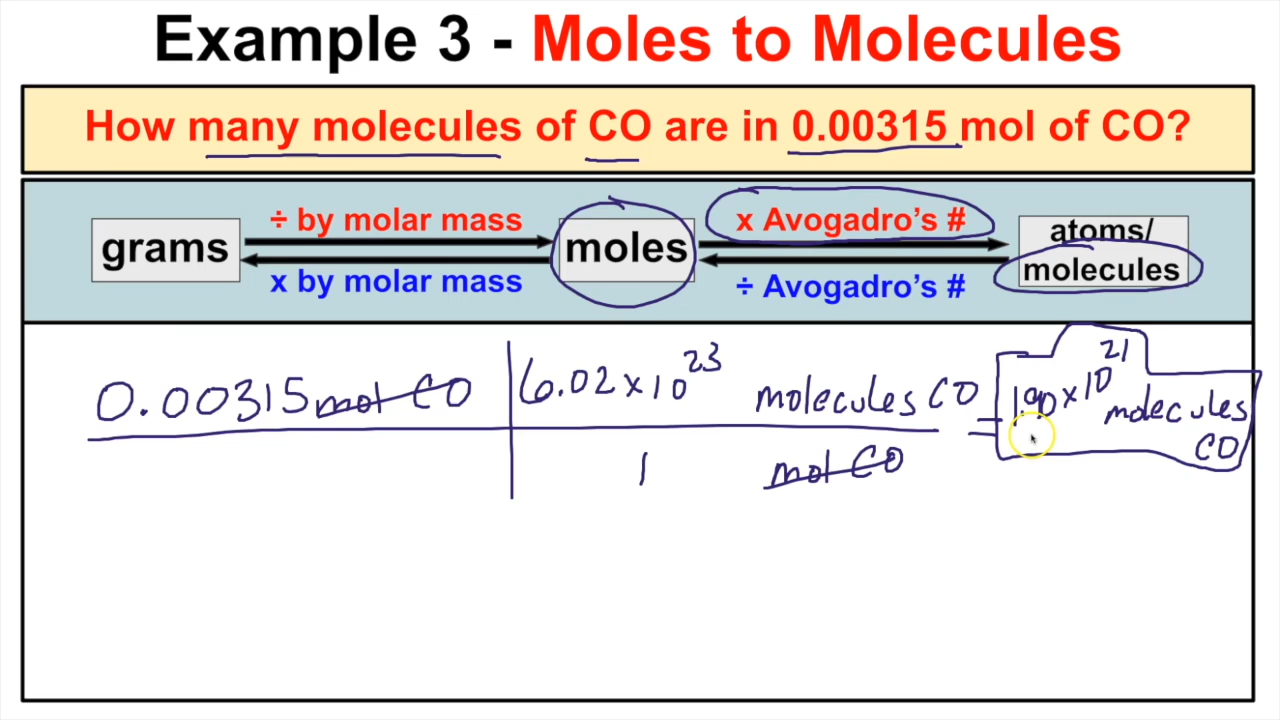 Example 3 - Moles to Molecules
How many molecules of CO are in 0.00315 mol of CO?
÷ by molar mass
x Avogadro's #
atoms/
grams
moles
molecules
x by molar mass
÷ Avogadro's #
0.00315 mol CO
6.02 x 10^23 molecules CO
= 1.90 x 10^21 molecules
CO
1 mol CO